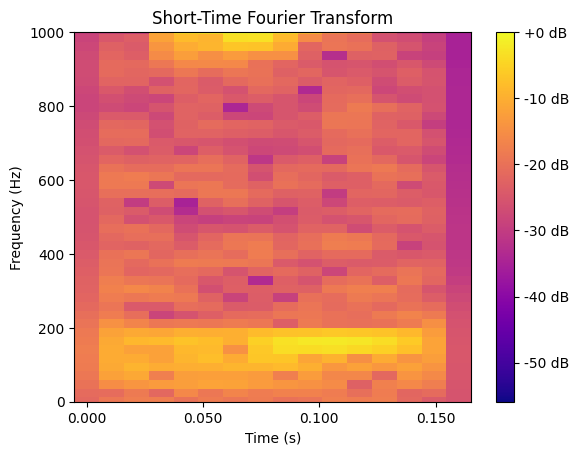 Short-Time Fourier Transform
Frequency (Hz)
1000
800
600
400
200
0
0.000
0.050
0.100
0.150
Time (s)
+0 dB
-10 dB
-20 dB
-30 dB
-40 dB
-50 dB